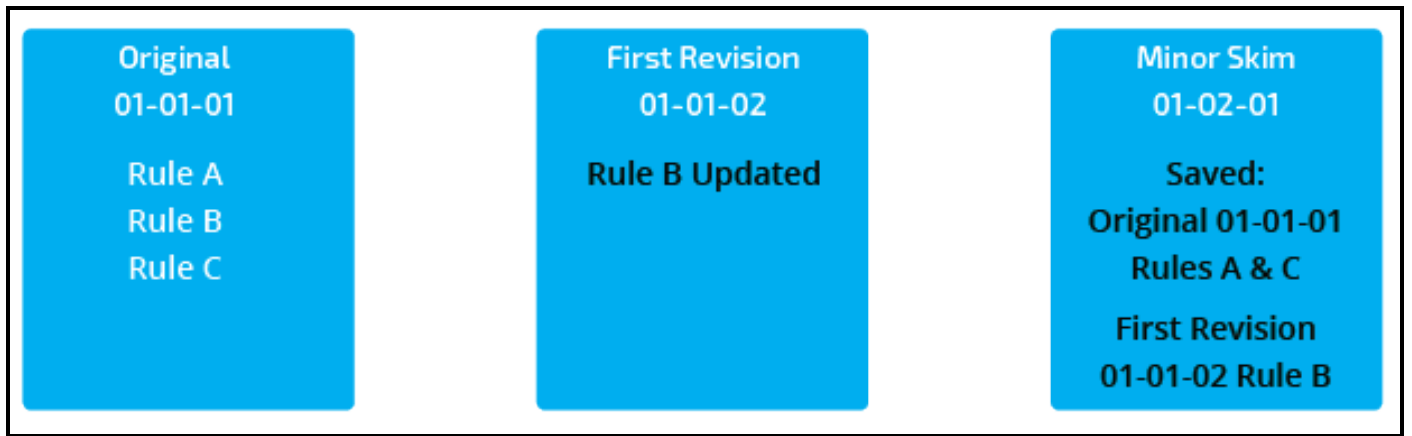 Original
01-01-01
Rule A
Rule B
Rule C
First Revision
01-01-02
Rule B Updated
Minor Skim
01-02-01
Saved:
Original 01-01-01
Rules A & C
First Revision
01-01-02 Rule B